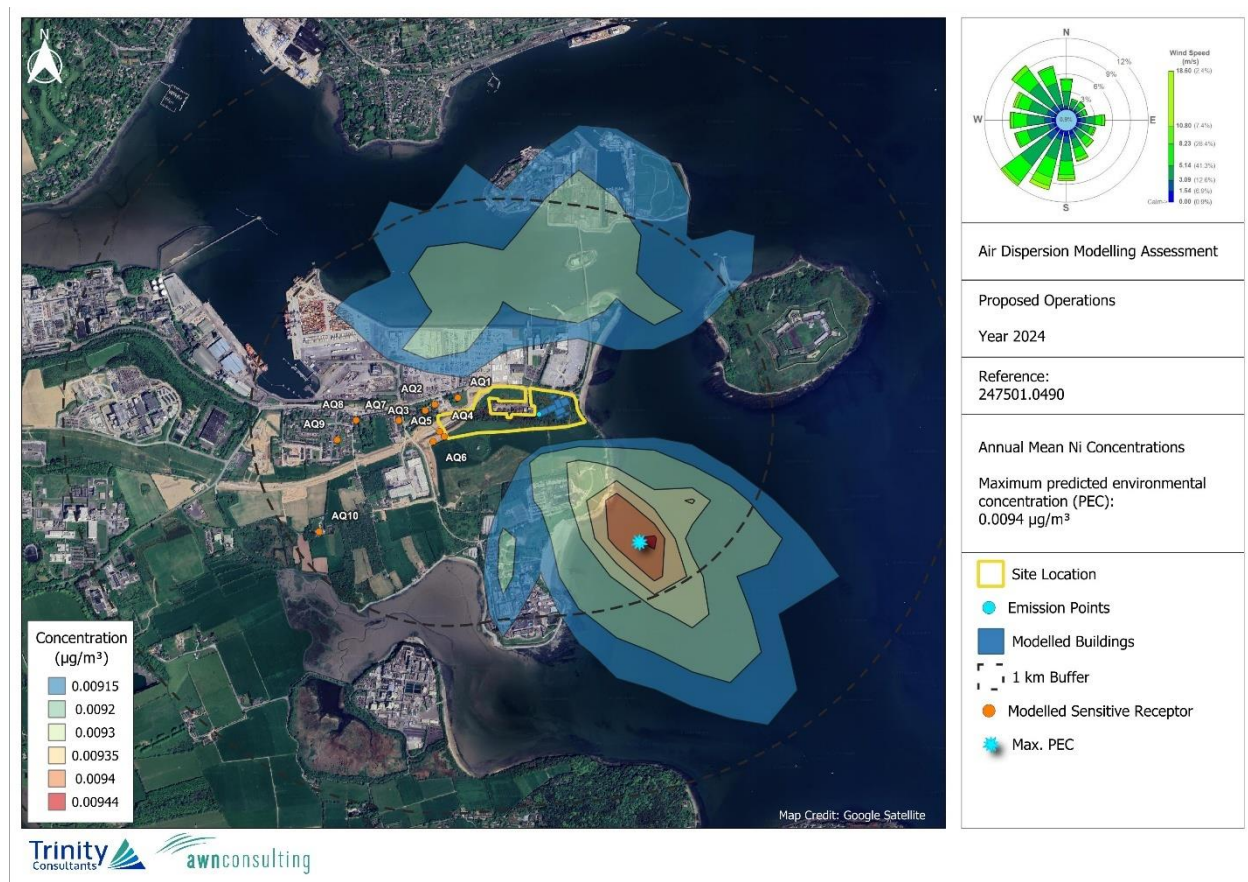 N
12%
9%
6%
3%
W
E
S
0.9%
Wind Speed
(m/s)
18.60 (2.4%)
10.80 (7.4%)
8.23 (28.4%)
5.14 (41.3%)
3.09 (12.6%)
1.54 (6.9%)
Calm-> 0.00 (0.9%)
Air Dispersion Modelling Assessment
Proposed Operations
Year 2024
Reference:
247501.0490
Annual Mean Ni Concentrations
Maximum predicted environmental
concentration (PEC):
0.0094 µg/m³
Site Location
Emission Points
Modelled Buildings
1 km Buffer
Modelled Sensitive Receptor
Max. PEC
AQ1
AQ2
AQ8
AQ7
AQ3
AQ4
AQ5
AQ9
AQ6
AQ10
Concentration
(µg/m³)
0.00915
0.0092
0.0093
0.00935
0.0094
0.00944
Map Credit: Google Satellite
Trinity
Consultants
awnconsulting